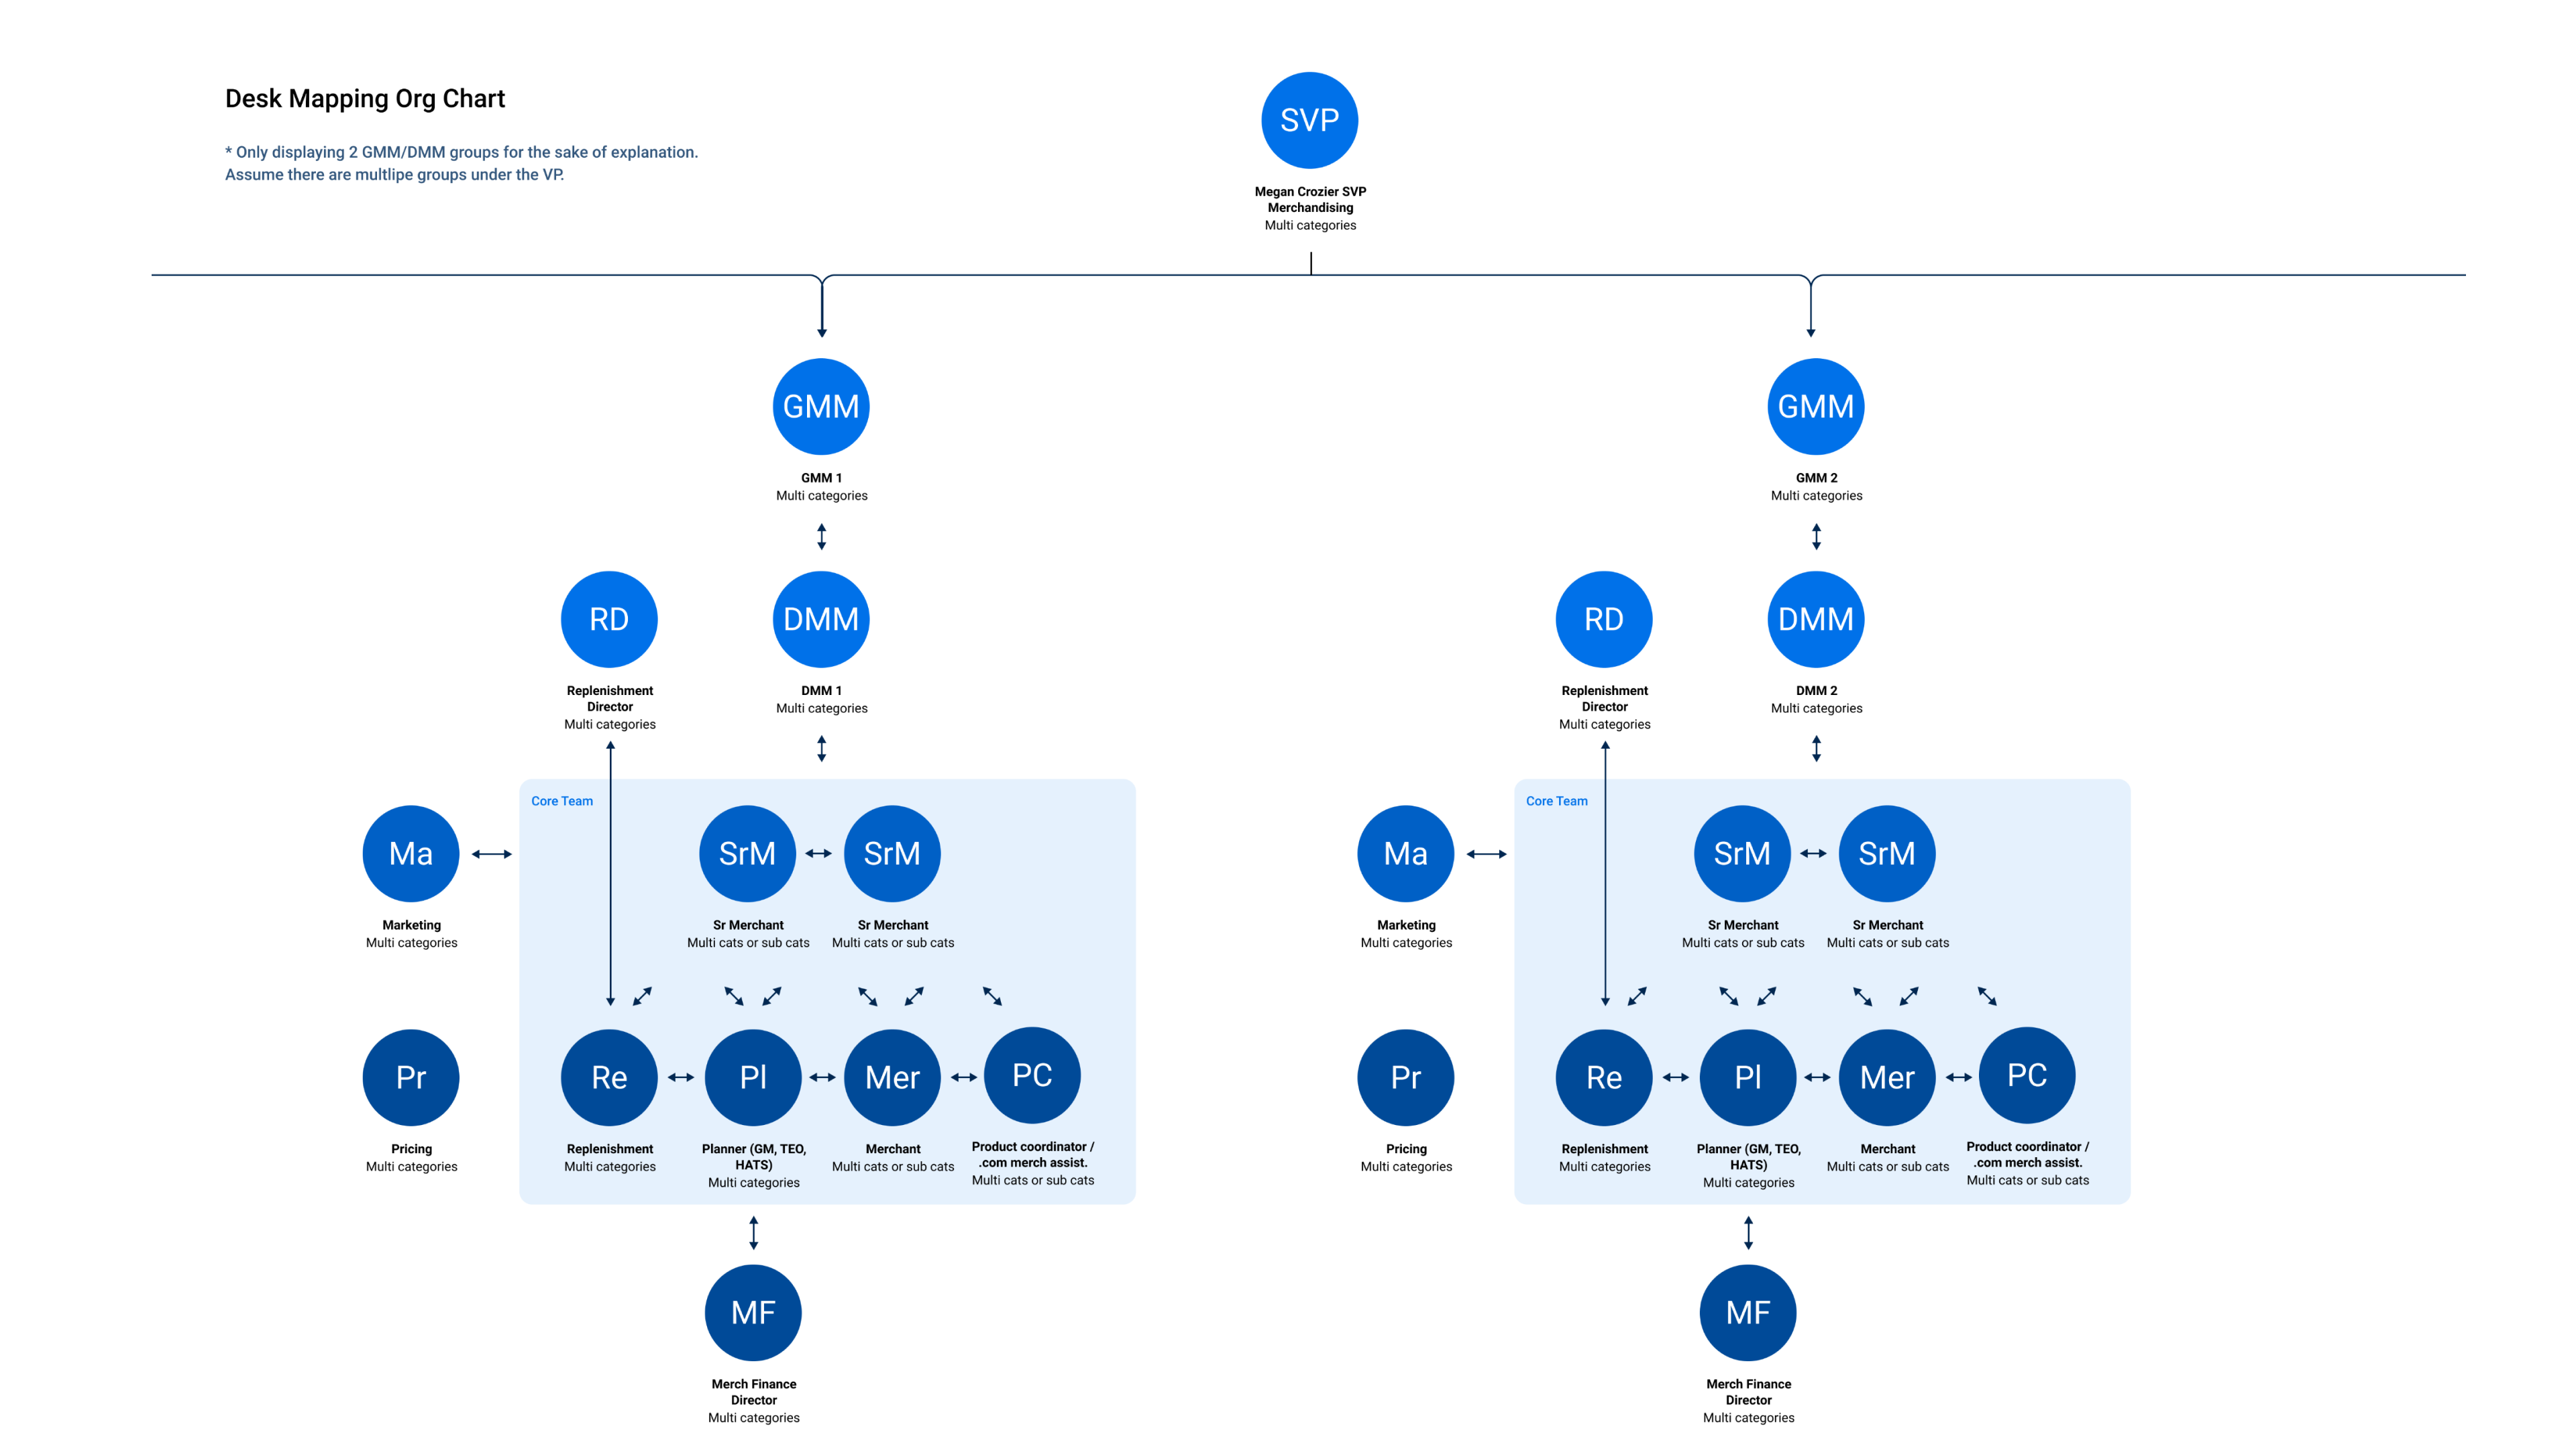 Desk Mapping Org Chart
* Only displaying 2 GMM/DMM groups for the sake of explanation.
Assume there are multlipe groups under the VP.
SVP
Megan Crozier SVP
Merchandising
Multi categories
GMM
GMM 1
Multi categories
GMM
GMM 2
Multi categories
RD
Replenishment
Director
Multi categories
DMM
DMM 1
Multi categories
RD
Replenishment
Director
Multi categories
DMM
DMM 2
Multi categories
Ma
Marketing
Multi categories
Core Team
SrM
Sr Merchant
Multi cats or sub cats
SrM
Sr Merchant
Multi cats or sub cats
Pr
Pricing
Multi categories
Re
Replenishment
Multi categories
Pl
Planner (GM, TEO,
HATS)
Multi categories
Mer
Merchant
Multi cats or sub cats
PC
Product coordinator /
.com merch assist.
Multi cats or sub cats
MF
Merch Finance
Director
Multi categories
Ma
Marketing
Multi categories
Core Team
SrM
Sr Merchant
Multi cats or sub cats
SrM
Sr Merchant
Multi cats or sub cats
Pr
Pricing
Multi categories
Re
Replenishment
Multi categories
Pl
Planner (GM, TEO,
HATS)
Multi categories
Mer
Merchant
Multi cats or sub cats
PC
Product coordinator /
.com merch assist.
Multi cats or sub cats
MF
Merch Finance
Director
Multi categories